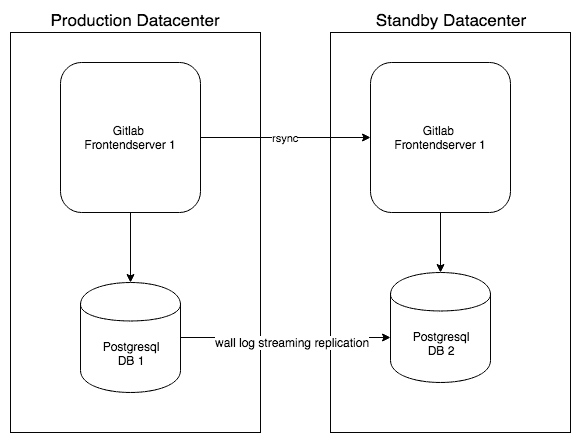 Production Datacenter
Standby Datacenter
Gitlab
Frontendserver 1
rsync
Gitlab
Frontendserver 1
Postgresql
DB 1
wall log streaming replication
Postgresql
DB 2